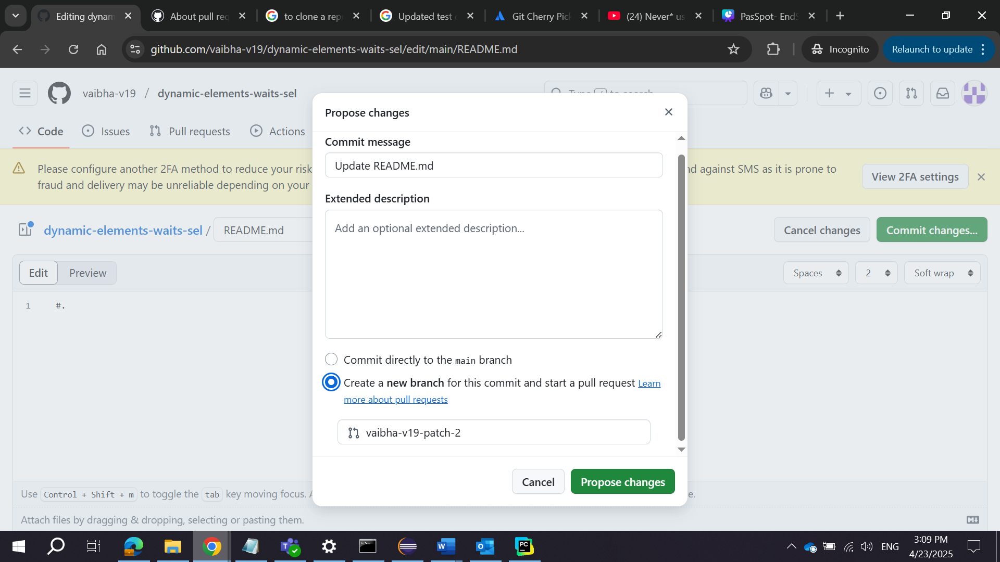 Editing dynam
About pull req
to clone a rep
Updated test c
Git Cherry Pick
(24) Never* us
PasSpot- EndS
github.com/vaibha-v19/dynamic-elements-waits-sel/edit/main/README.md
Incognito
Relaunch to update
vaibha-v19 / dynamic-elements-waits-sel
Type / to search
Code
Issues
Pull requests
Actions
Please configure another 2FA method to reduce your risk
nd against SMS as it is prone to
fraud and delivery may be unreliable depending on your
View 2FA settings
dynamic-elements-waits-sel /
README.md
Cancel changes
Commit changes...
Edit
Preview
Spaces
2
Soft wrap
1 #.
Use Control + Shift + m to toggle the tab key moving focus.
e.
Attach files by dragging & dropping, selecting or pasting them.
Propose changes
Commit message
Update README.md
Extended description
Add an optional extended description...
Commit directly to the main branch
Create a new branch for this commit and start a pull request Learn
more about pull requests
vaibha-v19-patch-2
Cancel
Propose changes
ENG
3:09 PM
4/23/2025